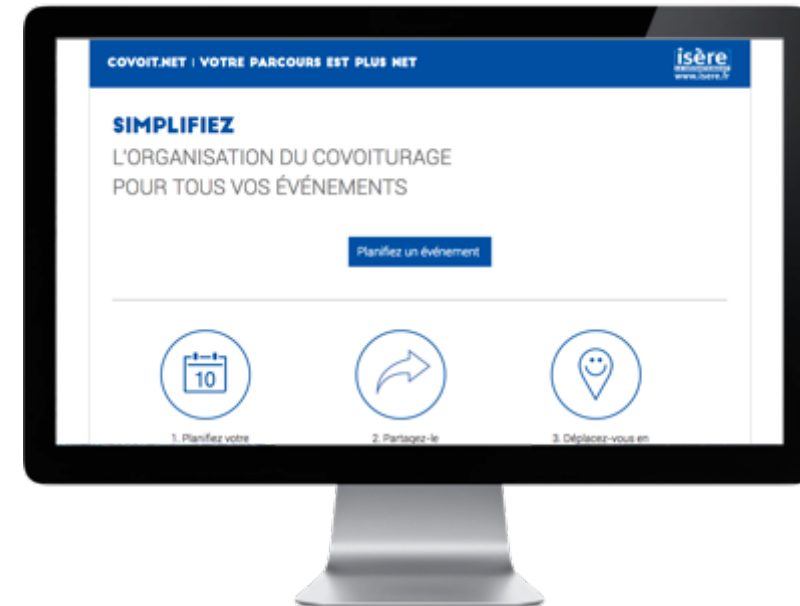 COVOIT.NET | VOTRE PARCOURS EST PLUS NET
isère
www.isere.fr
SIMPLIFIEZ
L'ORGANISATION DU COVOITURAGE
POUR TOUS VOS ÉVÉNEMENTS
Planifiez un événement
10
1. Planifiez votre
2. Partagez-le
3. Déplacez-vous en